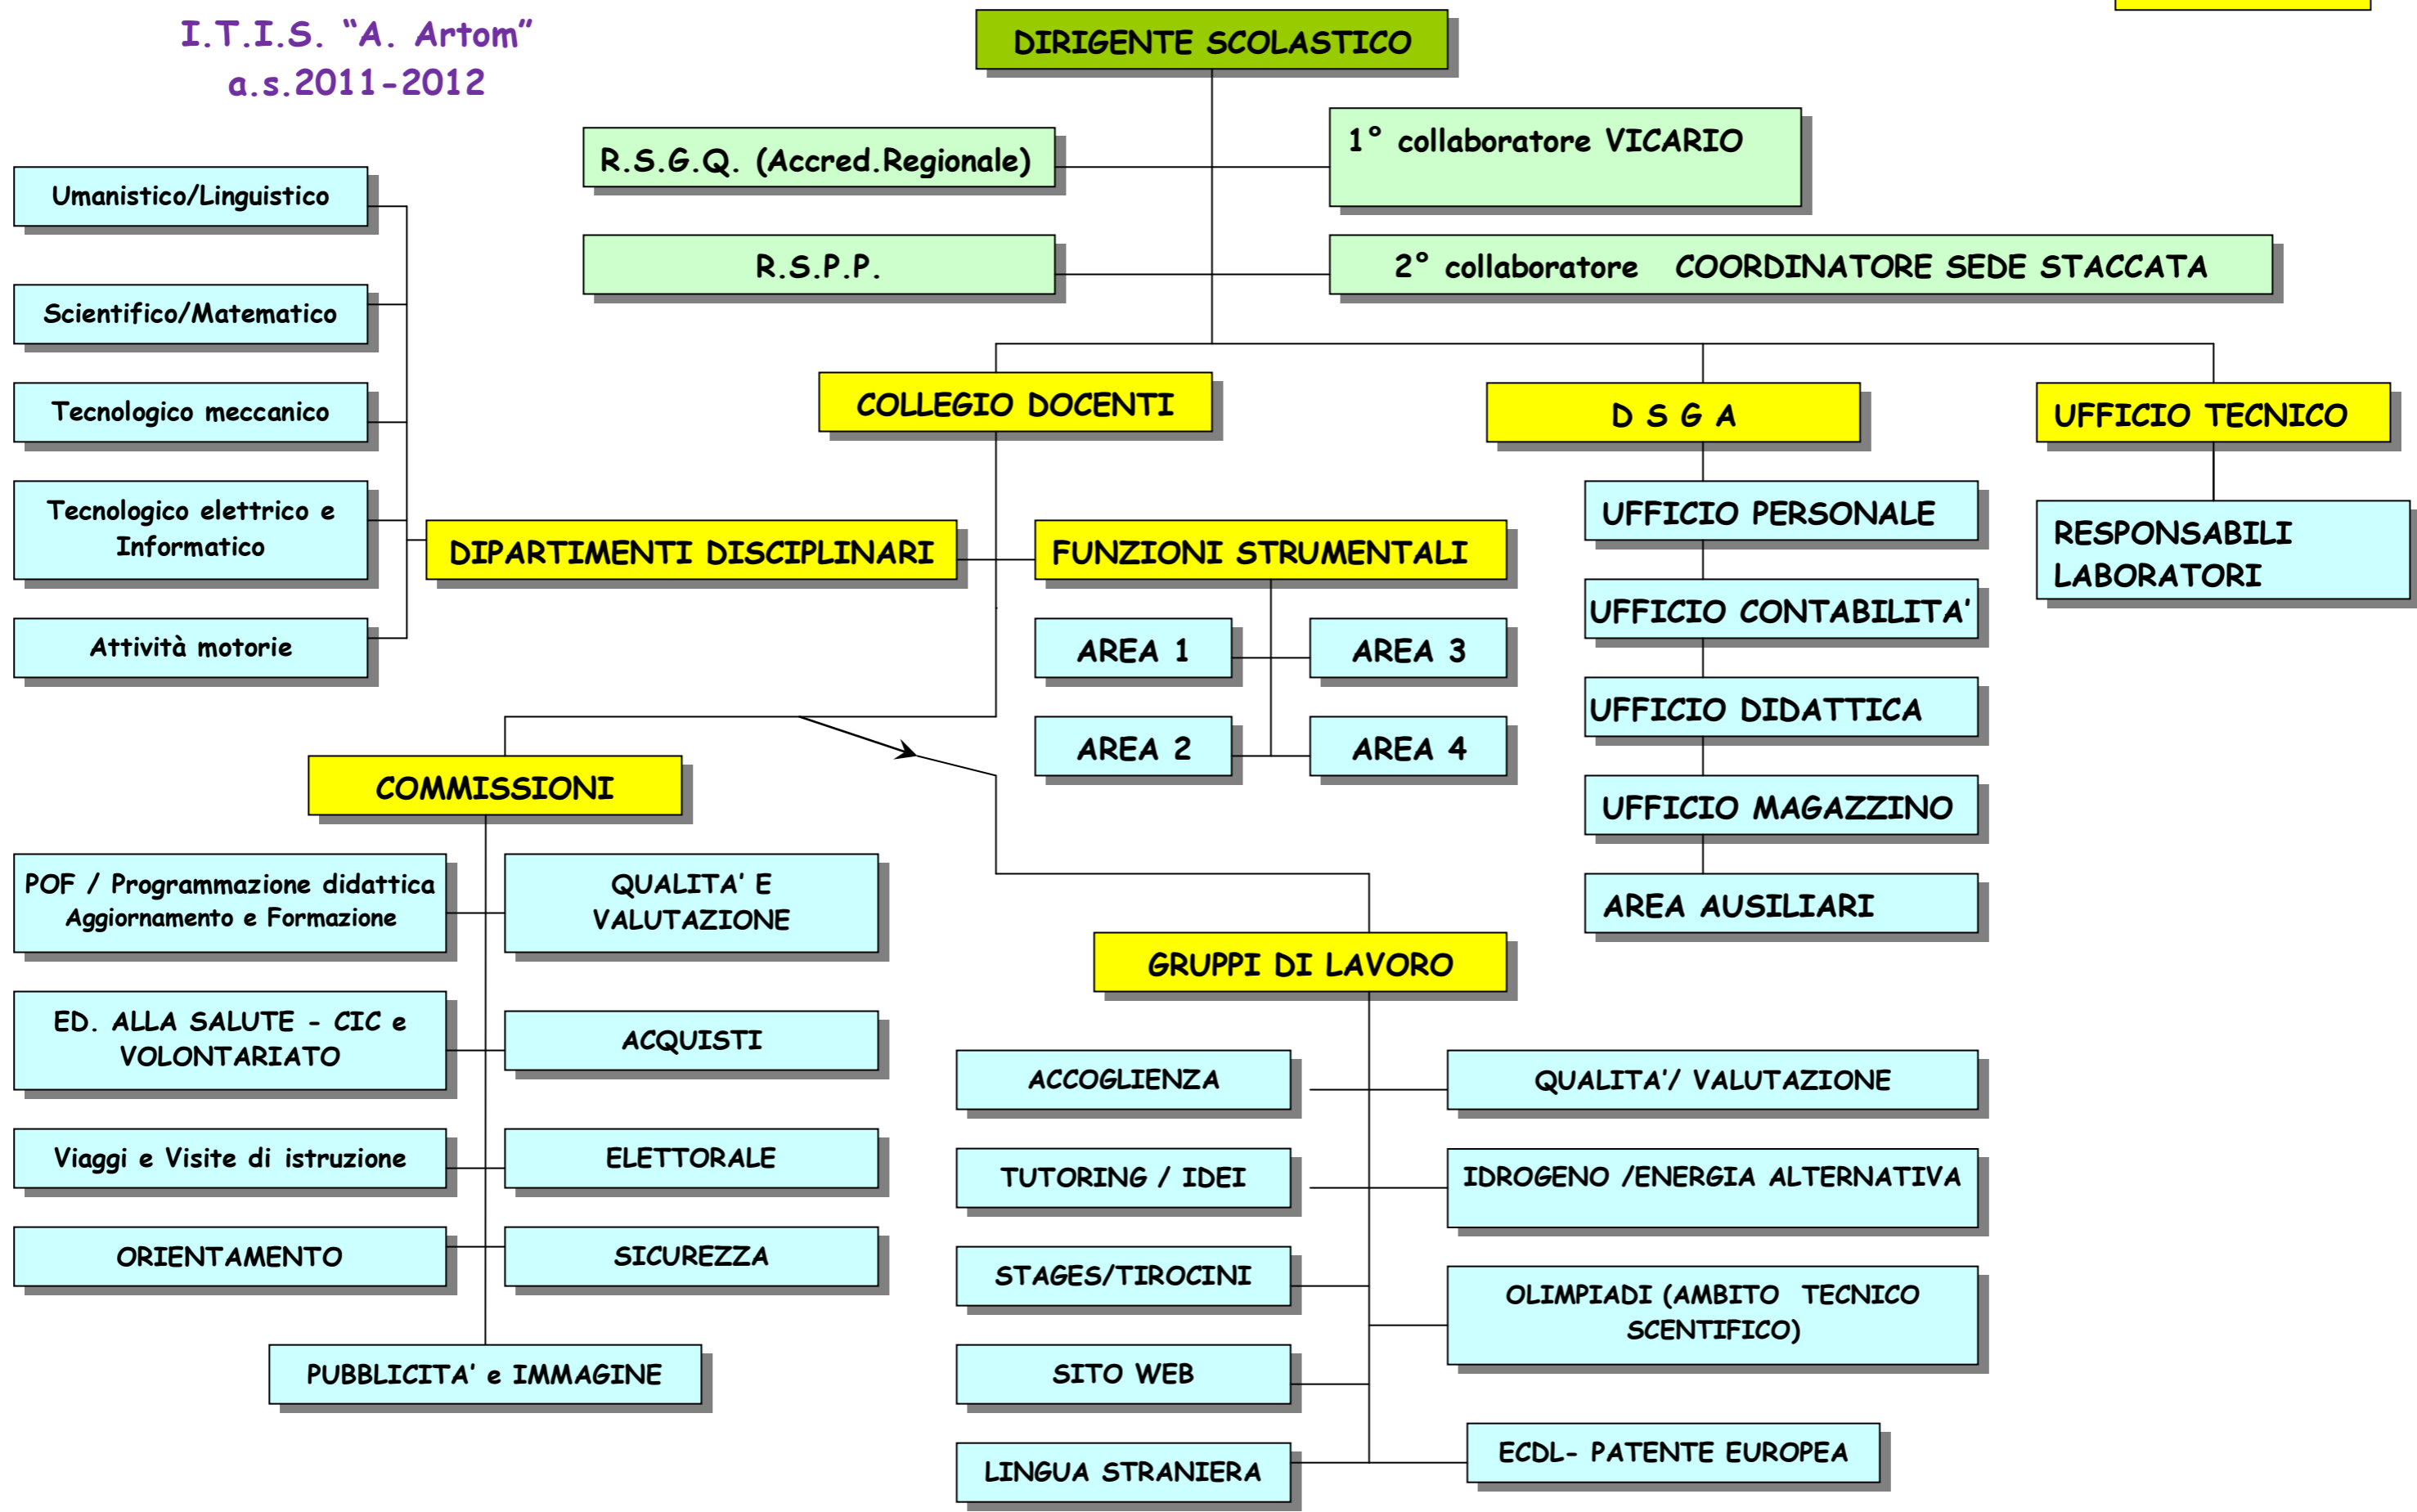 I.T.I.S. “A. Artom”
a.s.2011-2012
DIRIGENTE SCOLASTICO
R.S.G.Q. (Accred.Regionale)
1° collaboratore VICARIO
R.S.P.P.
2° collaboratore COORDINATORE SEDE STACCATA
Umanistico/Linguistico
Scientifico/Matematico
Tecnologico meccanico
Tecnologico elettrico e
Informatico
Attività motorie
COLLEGIO DOCENTI
D S G A
UFFICIO TECNICO
DIPARTIMENTI DISCIPLINARI
FUNZIONI STRUMENTALI
AREA 1
AREA 3
AREA 2
AREA 4
UFFICIO PERSONALE
UFFICIO CONTABILITA’
UFFICIO DIDATTICA
UFFICIO MAGAZZINO
AREA AUSILIARI
RESPONSABILI
LABORATORI
COMMISSIONI
POF / Programmazione didattica
Aggiornamento e Formazione
QUALITA’ E
VALUTAZIONE
ED. ALLA SALUTE - CIC e
VOLONTARIATO
ACQUISTI
Viaggi e Visite di istruzione
ELETTORALE
ORIENTAMENTO
SICUREZZA
PUBBLICITA’ e IMMAGINE
GRUPPI DI LAVORO
ACCOGLIENZA
QUALITA’/ VALUTAZIONE
TUTORING / IDEI
IDROGENO /ENERGIA ALTERNATIVA
STAGES/TIROCINI
OLIMPIADI (AMBITO TECNICO
SCENTIFICO)
SITO WEB
LINGUA STRANIERA
ECDL- PATENTE EUROPEA